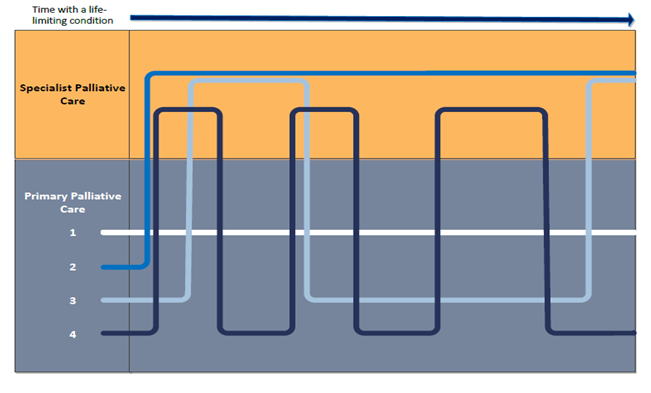 Time with a life-
limiting condition
Specialist Palliative
Care
Primary Palliative
Care
1
2
3
4